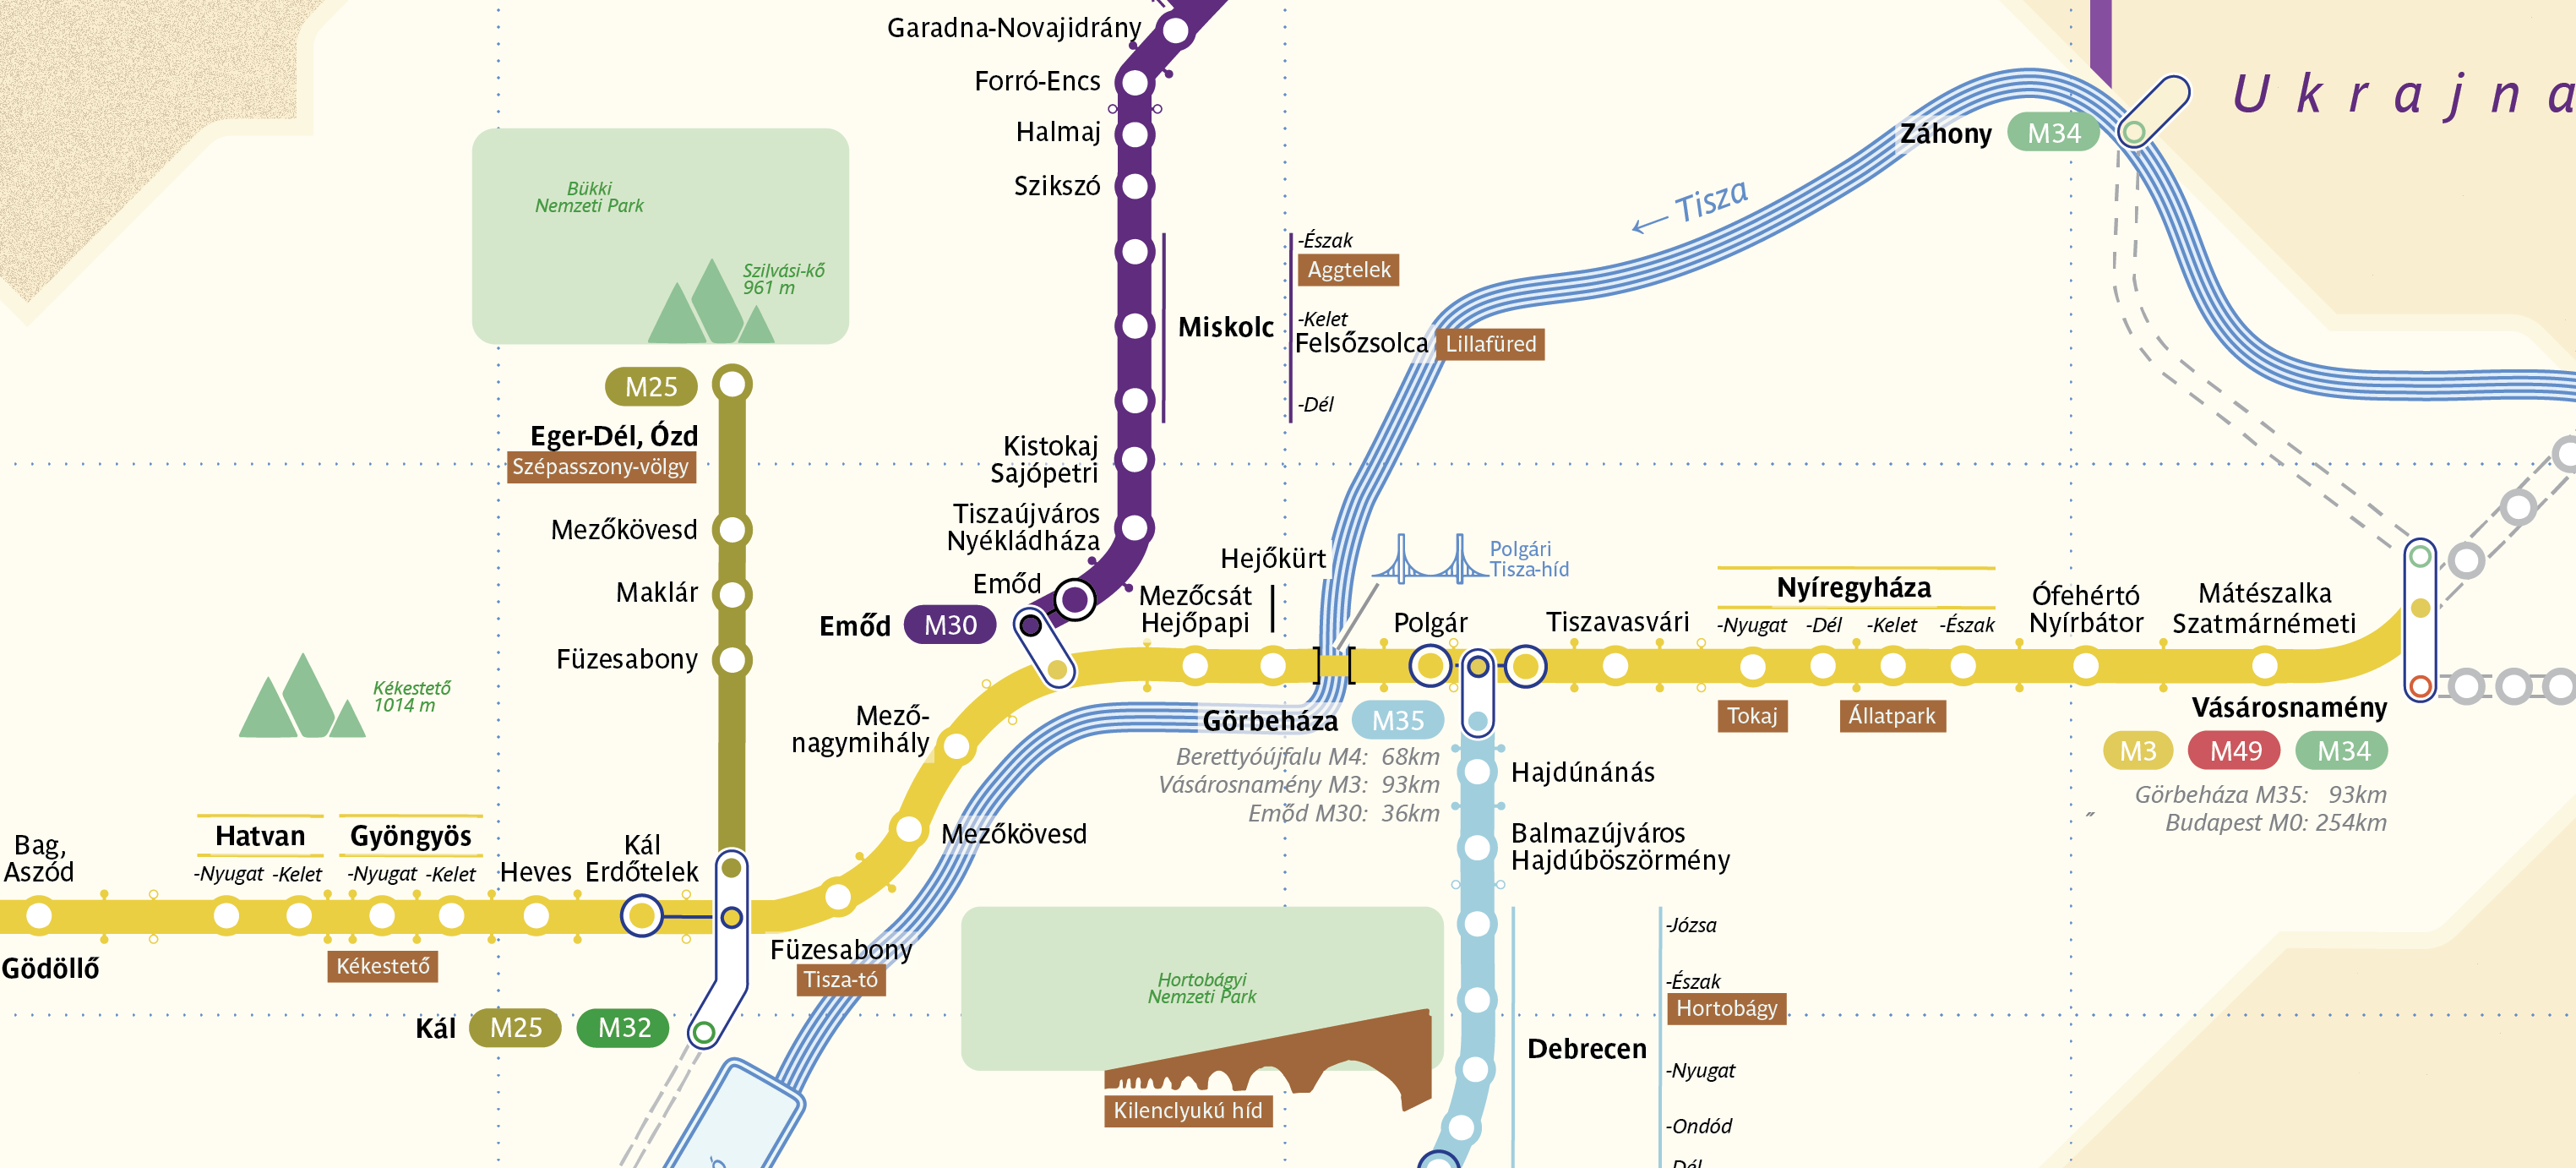 Garadna-Novajidrány
Forró-Encs
Halmaj
Szikszó
Ukrajna
Záhony M34
← Tisza
Bükki
Nemzeti Park
Szilvási-kő
961 m
-Észak
Aggtelek
Miskolc
-Kelet
Felsőzsolca Lillafüred
-Dél
M25
Eger-Dél, Ózd
Szépasszony-völgy
Mezőkövesd
Maklár
Füzesabony
Kistokaj
Sajópetri
Tiszaújváros
Nyékládháza
Emőd
Emőd M30
Mezőcsát
Hejőpapi
Hejőkürt
Polgári
Tisza-híd
Polgár
Tiszavasvári
Nyíregyháza
-Nyugat -Dél -Kelet -Észak
Tokaj
Állatpark
Ófehértó
Nyírbátor
Mátészalka
Szatmárnémeti
Vásárosnamény
M3 M49 M34
Görbeháza M35: 93km
Budapest M0: 254km
Kékestető
1014 m
Mező-
nagymihály
Mezőkövesd
Görbeháza M35
Berettyóújfalu M4: 68km
Vásárosnamény M3: 93km
Emőd M30: 36km
Hajdúnánás
Balmazújváros
Hajdúböszörmény
Bag,
Aszód
Gödöllő
Hatvan
-Nyugat -Kelet
Gyöngyös
-Nyugat -Kelet
Kékestető
Heves
Kál
Erdőtelek
Füzesabony
Tisza-tó
Kál M25 M32
Hortobágyi
Nemzeti Park
Kilenclyukú híd
Debrecen
-Józsa
-Észak
Hortobágy
-Nyugat
-Ondód
-Dél